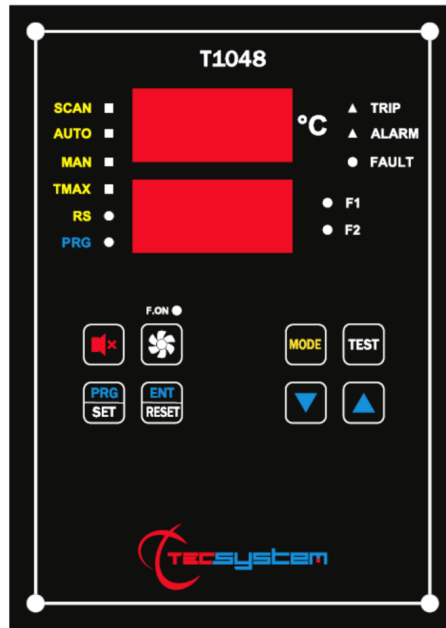 T1048
SCAN
AUTO
MAN
TMAX
RS
PRG
°C
TRIP
ALARM
FAULT
F1
F2
F.ON
MODE
TEST
PRG
SET
ENT
RESET
TECSYSTEM